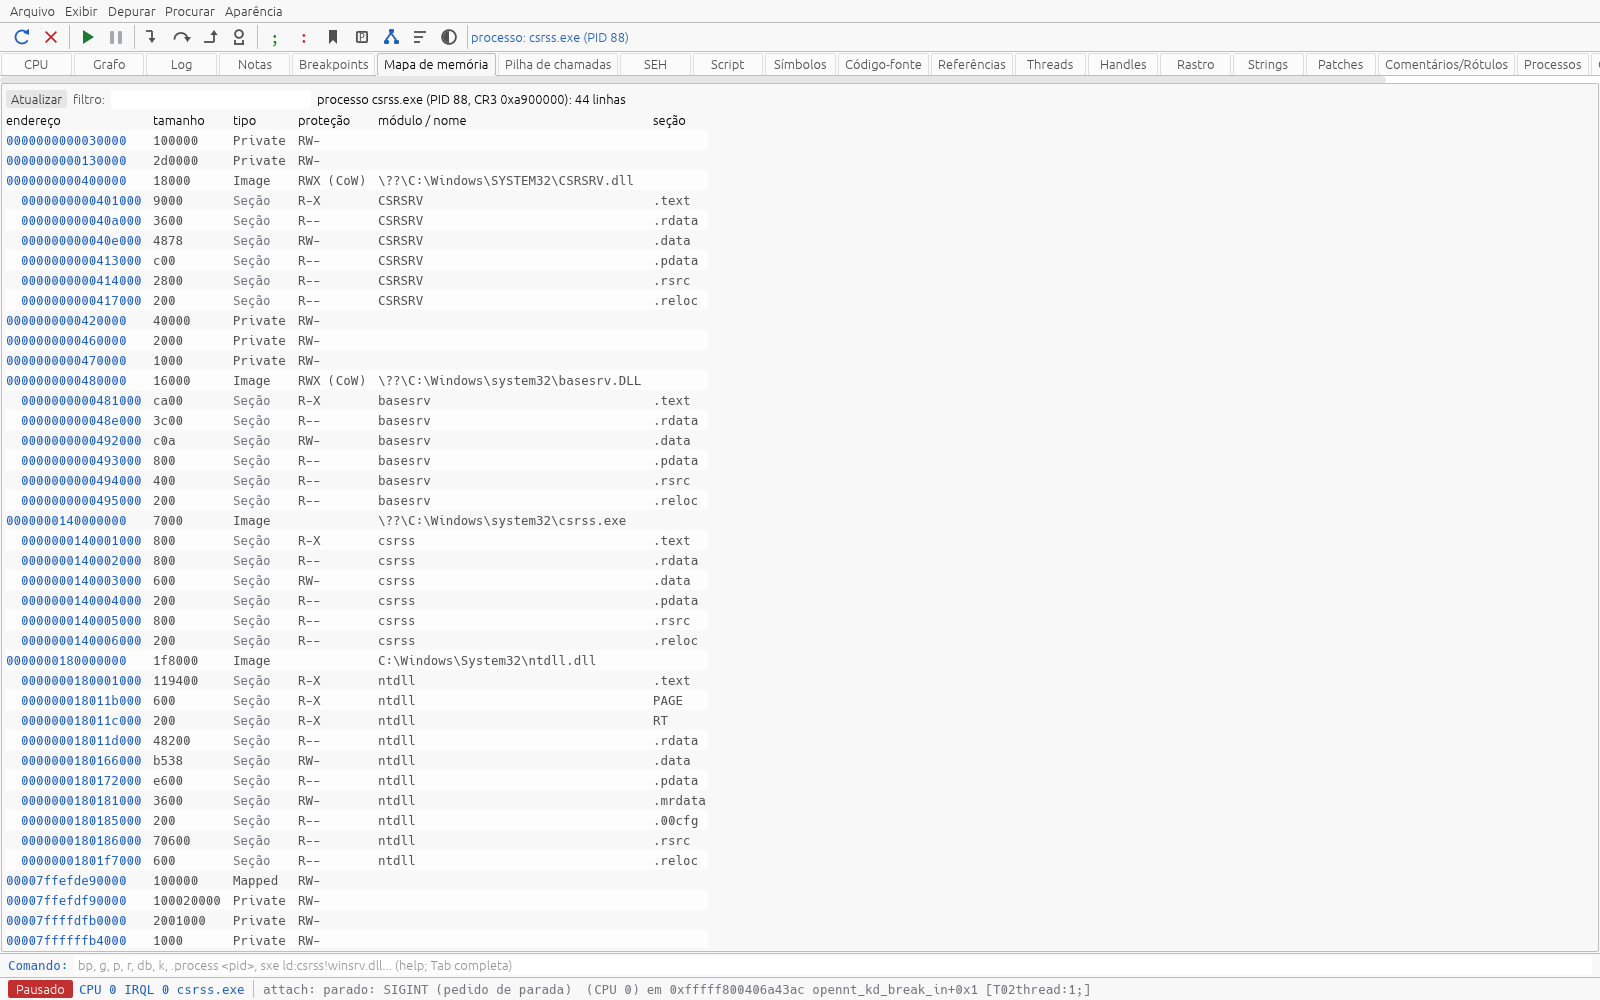 Arquivo Exibir Depurar Procurar Aparência
; : processo: csrss.exe (PID 88)
CPU Grafo Log Notas Breakpoints Mapa de memória Pilha de chamadas SEH Script Símbolos Código-fonte Referências Threads Handles Rastro Strings Patches Comentários/Rótulos Processos
Atualizar filtro: processo csrss.exe (PID 88, CR3 0xa900000): 44 linhas
endereço tamanho tipo proteção módulo / nome seção
0000000000030000 100000 Private RW-
0000000000130000 2d0000 Private RW-
0000000000400000 18000 Image RWX (CoW) \??\C:\Windows\SYSTEM32\CSRSRV.dll
0000000000401000 9000 Seção R-X CSRSRV .text
000000000040a000 3600 Seção R-- CSRSRV .rdata
000000000040e000 4878 Seção RW- CSRSRV .data
0000000000413000 c00 Seção R-- CSRSRV .pdata
0000000000414000 2800 Seção R-- CSRSRV .rsrc
0000000000417000 200 Seção R-- CSRSRV .reloc
0000000000420000 40000 Private RW-
0000000000460000 2000 Private RW-
0000000000470000 1000 Private RW-
0000000000480000 16000 Image RWX (CoW) \??\C:\Windows\system32\basesrv.DLL
0000000000481000 ca00 Seção R-X basesrv .text
000000000048e000 3c00 Seção R-- basesrv .rdata
0000000000492000 c0a Seção RW- basesrv .data
0000000000493000 800 Seção R-- basesrv .pdata
0000000000494000 400 Seção R-- basesrv .rsrc
0000000000495000 200 Seção R-- basesrv .reloc
0000000140000000 7000 Image \??\C:\Windows\system32\csrss.exe
0000000140001000 800 Seção R-X csrss .text
0000000140002000 800 Seção R-- csrss .rdata
0000000140003000 600 Seção RW- csrss .data
0000000140004000 200 Seção R-- csrss .pdata
0000000140005000 800 Seção R-- csrss .rsrc
0000000140006000 200 Seção R-- csrss .reloc
0000000180000000 1f8000 Image C:\Windows\System32\ntdll.dll
0000000180001000 119400 Seção R-X ntdll .text
000000018011b000 600 Seção R-X ntdll PAGE
000000018011c000 200 Seção R-X ntdll RT
000000018011d000 48200 Seção R-- ntdll .rdata
0000000180166000 b538 Seção RW- ntdll .data
0000000180172000 e600 Seção R-- ntdll .pdata
0000000180181000 3600 Seção RW- ntdll .mrdata
0000000180185000 200 Seção R-- ntdll .00cfg
0000000180186000 70600 Seção R-- ntdll .rsrc
00000001801f7000 600 Seção R-- ntdll .reloc
00007ffefde90000 100000 Mapped RW-
00007ffefdf90000 100020000 Private RW-
00007ffffdfb0000 2001000 Private RW-
00007ffffffb4000 1000 Private RW-
Comando: bp, g, p, r, db, k, .process <pid>, sxe ld:csrss!winsrv.dll... (help; Tab completa)
Pausado CPU 0 IRQL 0 csrss.exe attach: parado: SIGINT (pedido de parada) (CPU 0) em 0xfffff800406a43ac opennt_kd_break_in+0x1 [T02thread:1;]